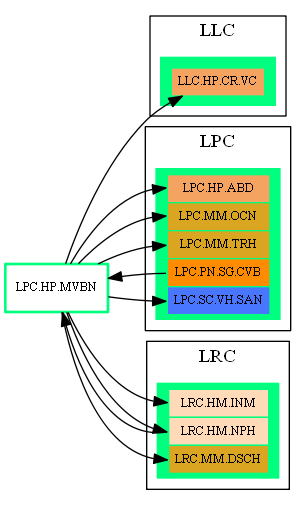 LLC
LLC.HP.CR.VC
LPC
LPC.HP.ABD
LPC.MM.OCN
LPC.MM.TRH
LPC.PN.SG.CVB
LPC.SC.VH.SAN
LPC.HP.MVBN
LRC
LRC.HM.INM
LRC.HM.NPH
LRC.MM.DSCH